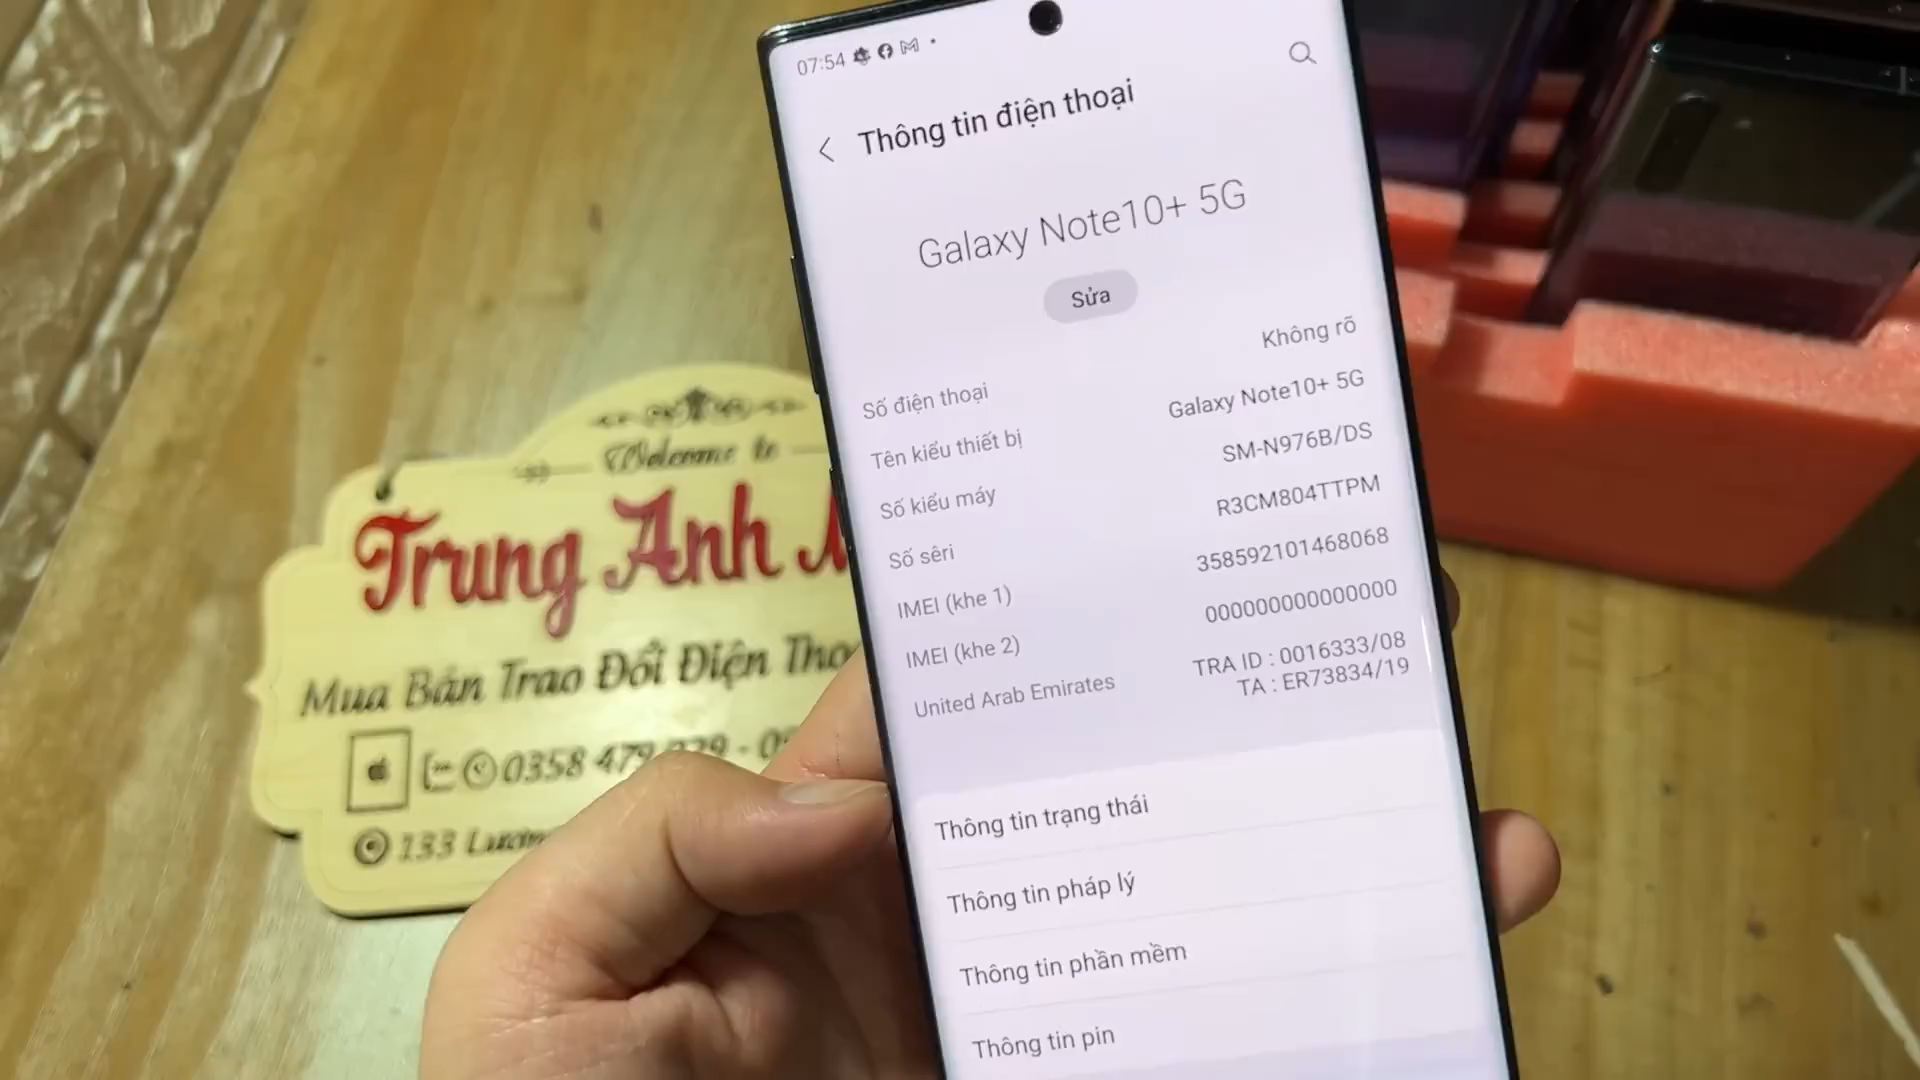 07:54
Thông tin điện thoại
Galaxy Note10+ 5G
Sửa
Số điện thoại Không rõ
Tên kiểu thiết bị Galaxy Note10+ 5G
Số kiểu máy SM-N976B/DS
Số sêri R3CM804TTPM
IMEI (khe 1) 358592101468068
IMEI (khe 2) 000000000000000
United Arab Emirates TRA ID : 0016333/08
TA : ER73834/19
Thông tin trạng thái
Thông tin pháp lý
Thông tin phần mềm
Thông tin pin
Welcome to
Trung Anh
Mua Bán Trao Đổi Điện
0358 479
133